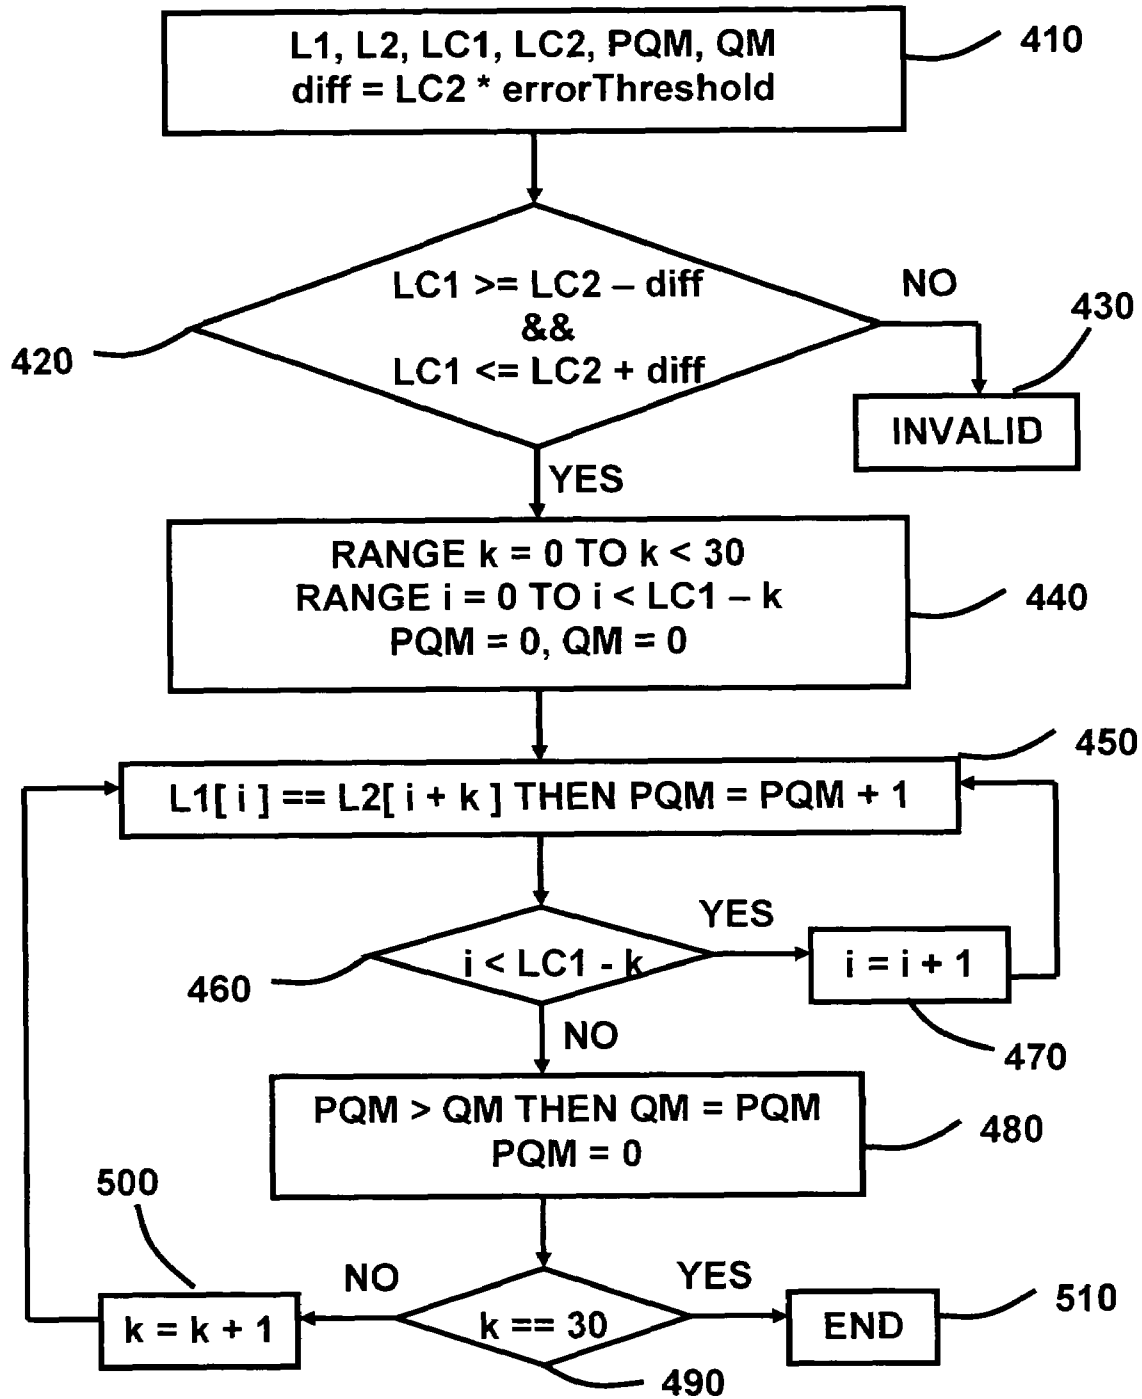 L1, L2, LC1, LC2, PQM, QM
diff = LC2 * errorThreshold
410
LC1 >= LC2 – diff
&&
LC1 <= LC2 + diff
420
NO
430
INVALID
YES
RANGE k = 0 TO k < 30
RANGE i = 0 TO i < LC1 – k
PQM = 0, QM = 0
440
450
L1[ i ] == L2[ i + k ] THEN PQM = PQM + 1
YES
i < LC1 - k
460
i = i + 1
470
NO
PQM > QM THEN QM = PQM
PQM = 0
480
500
NO
YES
k = k + 1
k == 30
END
510
490